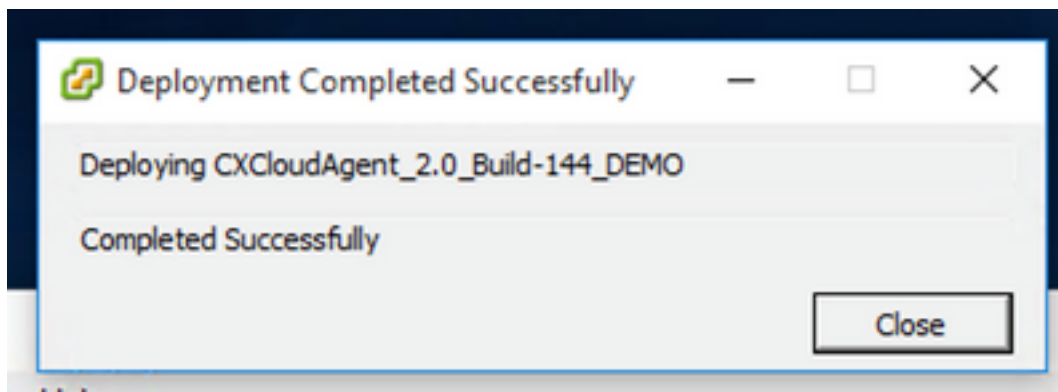 Deployment Completed Successfully
Deploying CXCloudAgent_2.0_Build-144_DEMO
Completed Successfully
Close